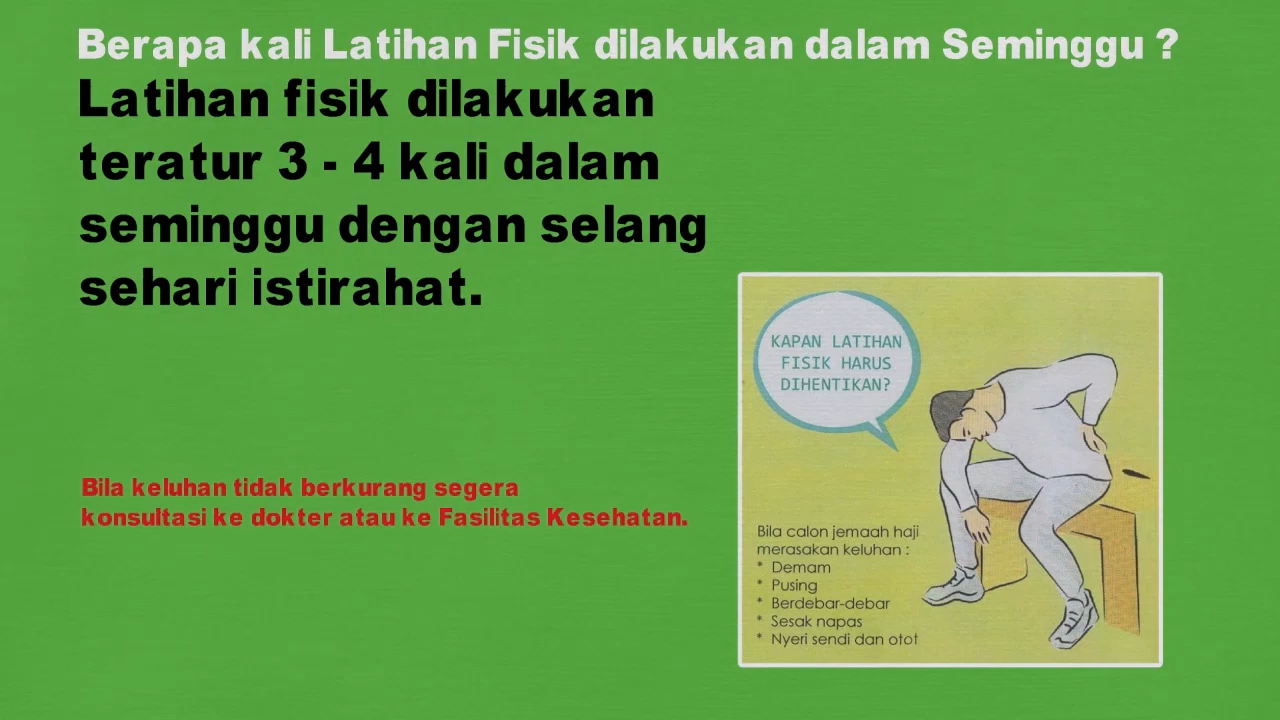 Berapa kali Latihan Fisik dilakukan dalam Seminggu ?
Latihan fisik dilakukan
teratur 3 - 4 kali dalam
seminggu dengan selang
sehari istirahat.
Bila keluhan tidak berkurang segera
konsultasi ke dokter atau ke Fasilitas Kesehatan.
KAPAN LATIHAN
FISIK HARUS
DIHENTIKAN?
Bila calon jemaah haji
merasakan keluhan :
* Demam
* Pusing
* Berdebar-debar
* Sesak napas
* Nyeri sendi dan otot